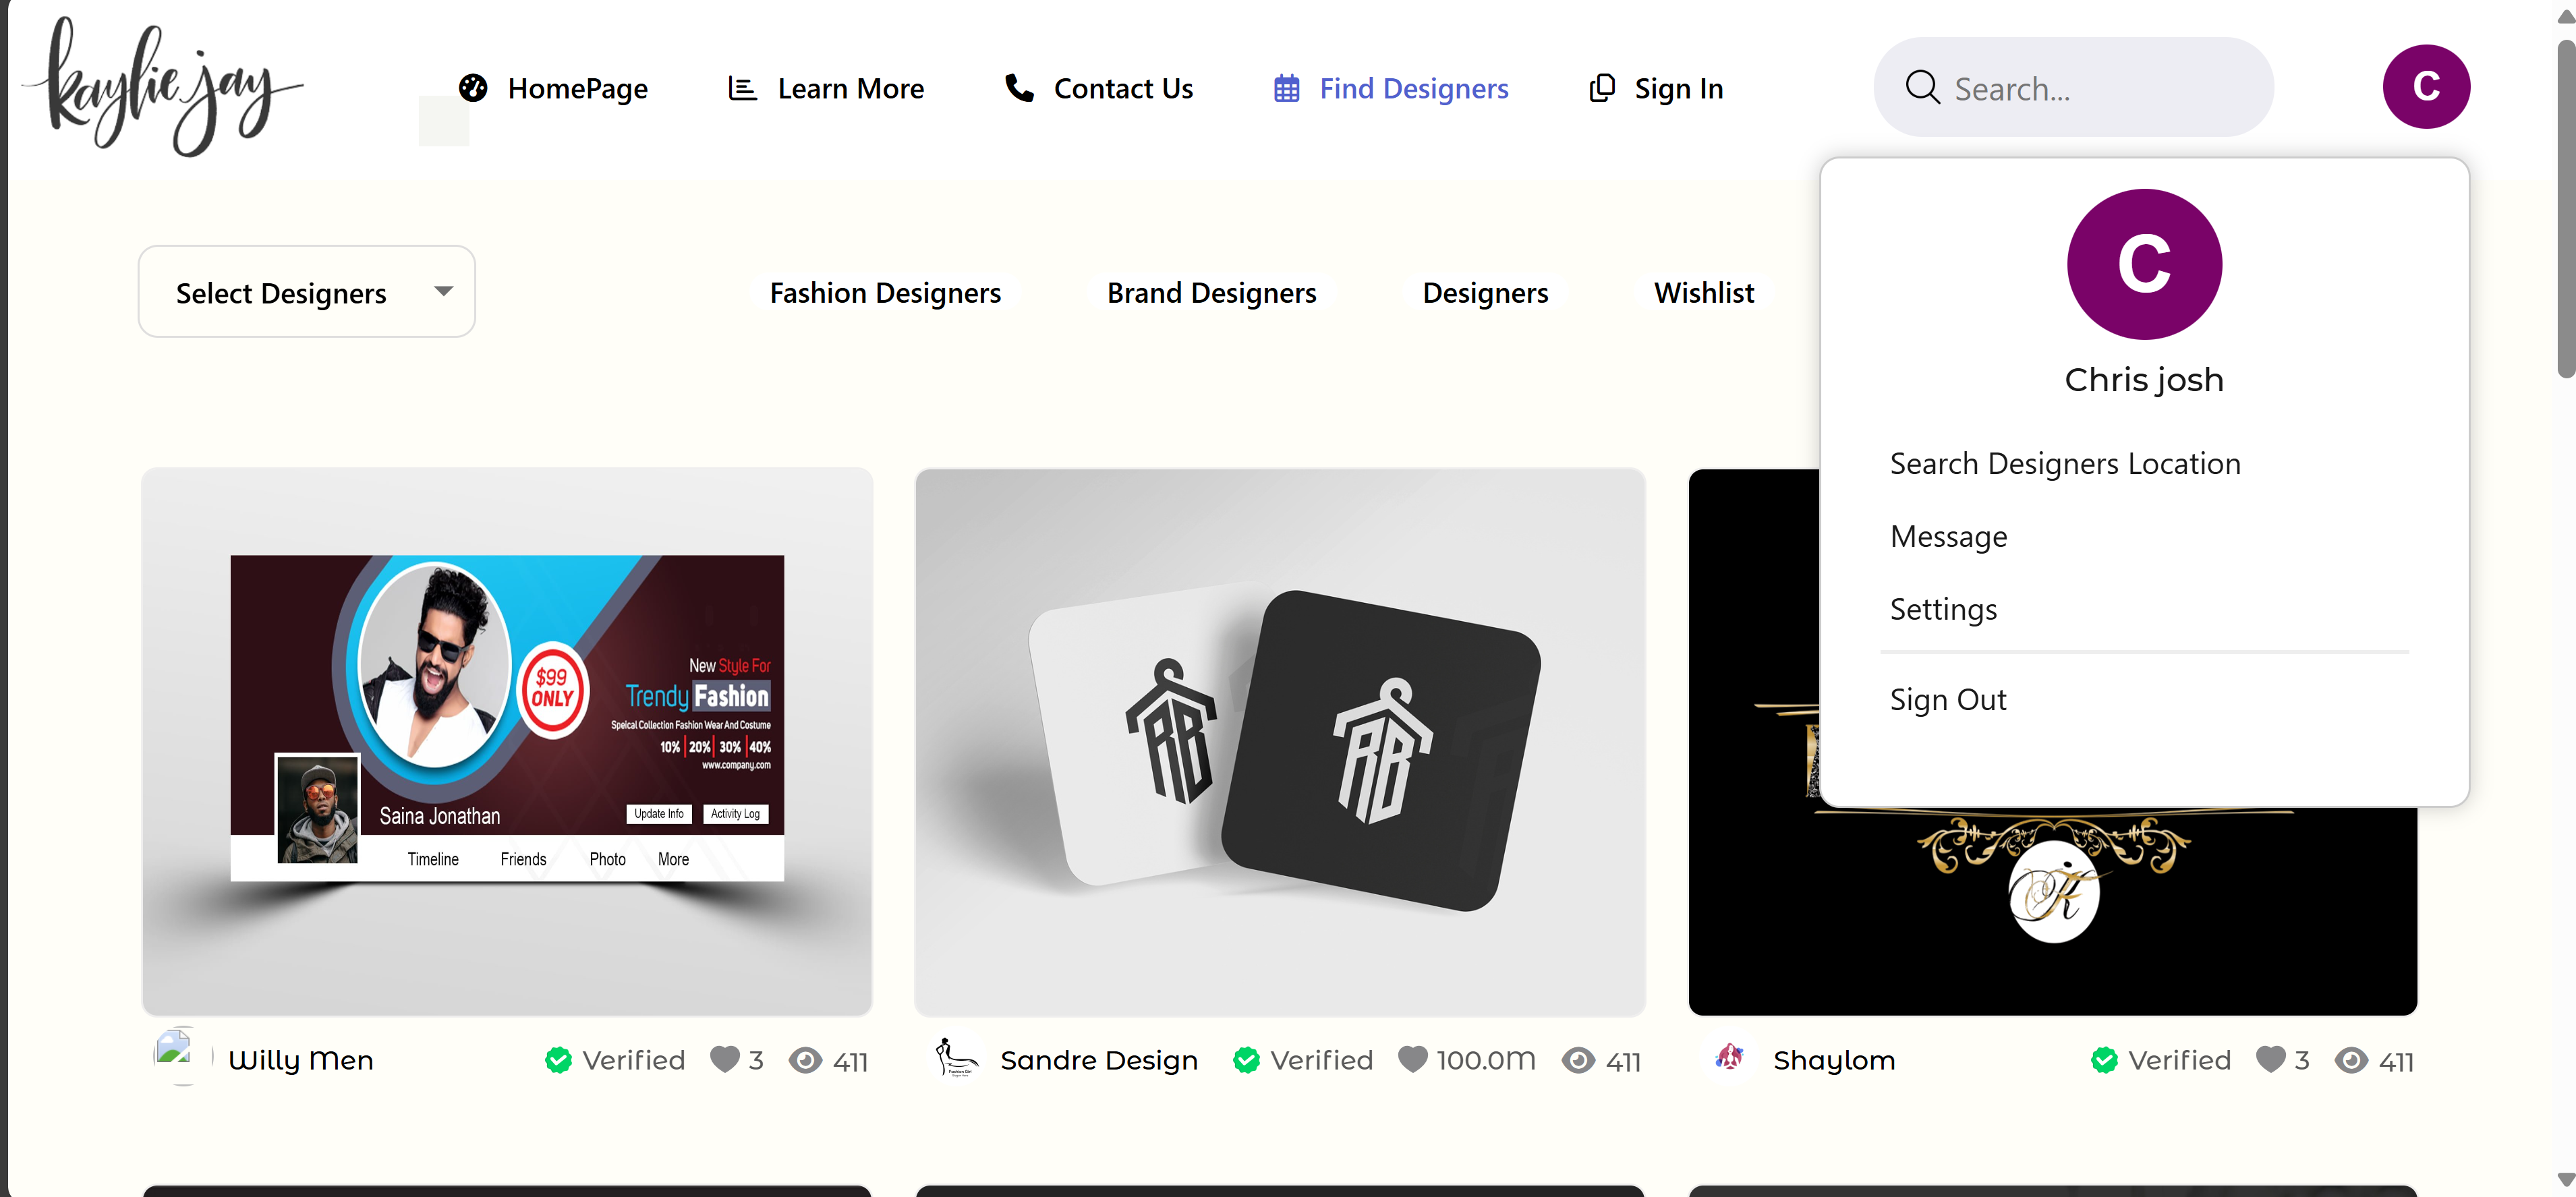 kaylie jay
HomePage
Learn More
Contact Us
Find Designers
Sign In
Search...
C
Select Designers
Fashion Designers
Brand Designers
Designers
Wishlist
C
Chris josh
Search Designers Location
Message
Settings
Sign Out
$99
ONLY
New Style For
Trendy Fashion
Speical Collection Fashion Wear And Costume
10% 20% 30% 40%
www.company.com
Saina Jonathan
Update Info
Activity Log
Timeline
Friends
Photo
More
RB
RB
Willy Men
Verified
3
411
Sandre Design
Verified
100.0M
411
Shaylom
Verified
3
411